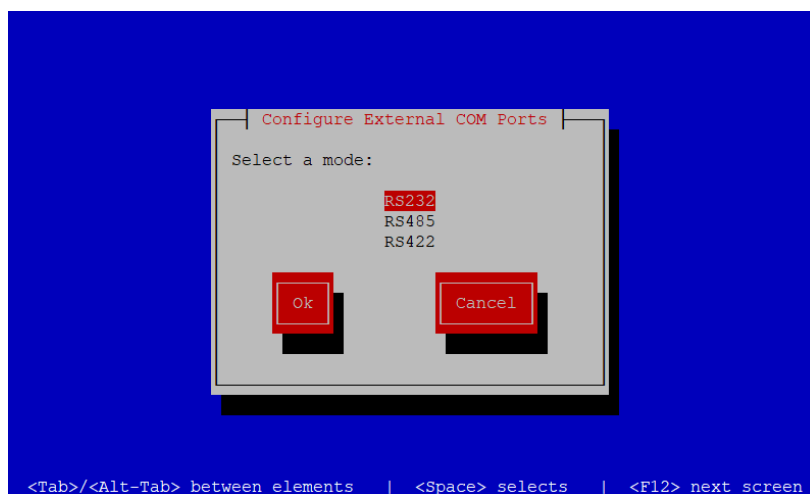 Configure External COM Ports
Select a mode:
RS232
RS485
RS422
Ok Cancel
<Tab>/<Alt-Tab> between elements | <Space> selects | <F12> next screen